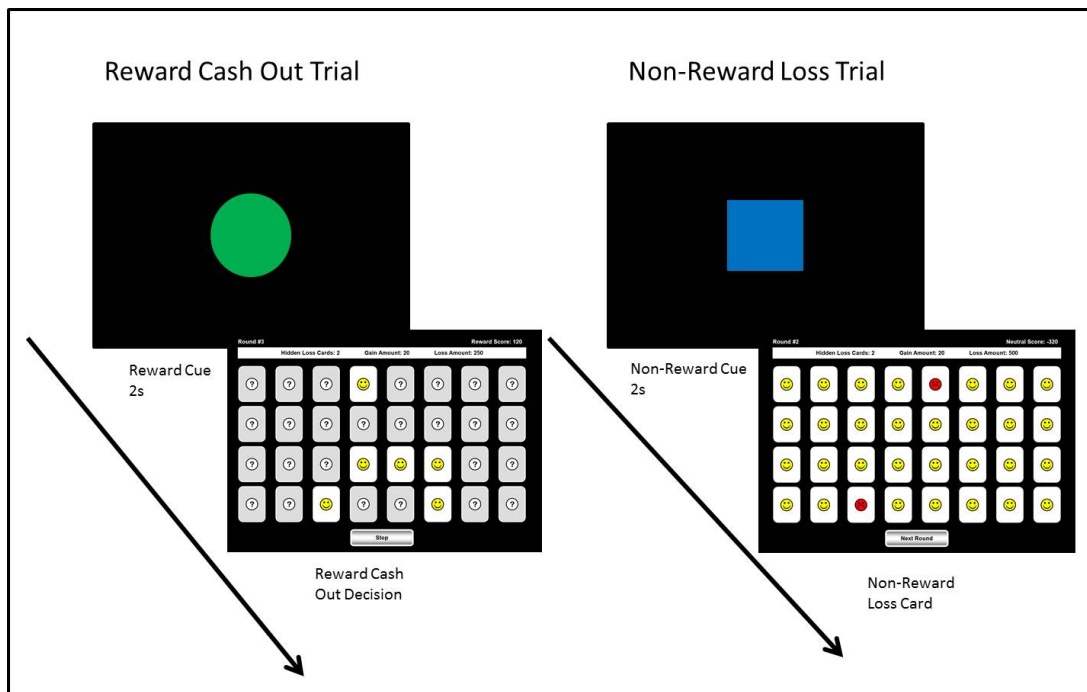 Reward Cash Out Trial
Reward Cue
2s
Round #3 Reward Score: 120
Hidden Loss Cards: 2 Gain Amount: 20 Loss Amount: 250
? ? ? ? ? ? ?
? ? ? ? ? ? ? ?
? ? ? ? ?
? ? ? ? ? ?
Stop
Reward Cash
Out Decision
Non-Reward Loss Trial
Non-Reward Cue
2s
Round #2 Neutral Score: -320
Hidden Loss Cards: 2 Gain Amount: 20 Loss Amount: 500
Next Round
Non-Reward
Loss Card